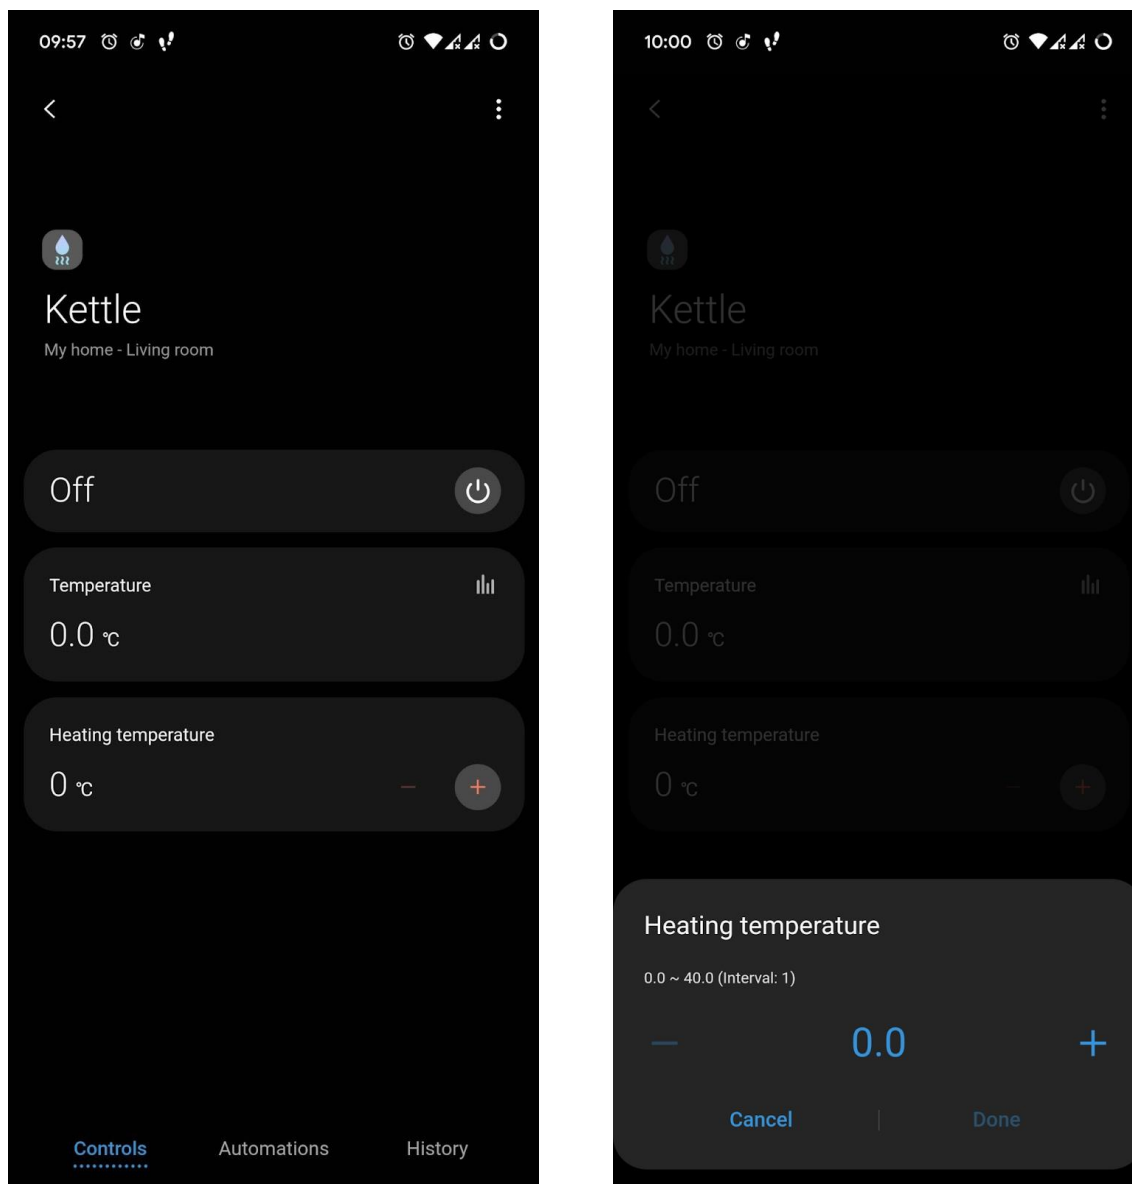 09:57
Kettle
My home - Living room
Off
Temperature
0.0 °C
Heating temperature
0 °C
Controls
Automations
History
10:00
Kettle
My home - Living room
Off
Temperature
0.0 °C
Heating temperature
0 °C
Heating temperature
0.0 ~ 40.0 (Interval: 1)
0.0
Cancel
Done